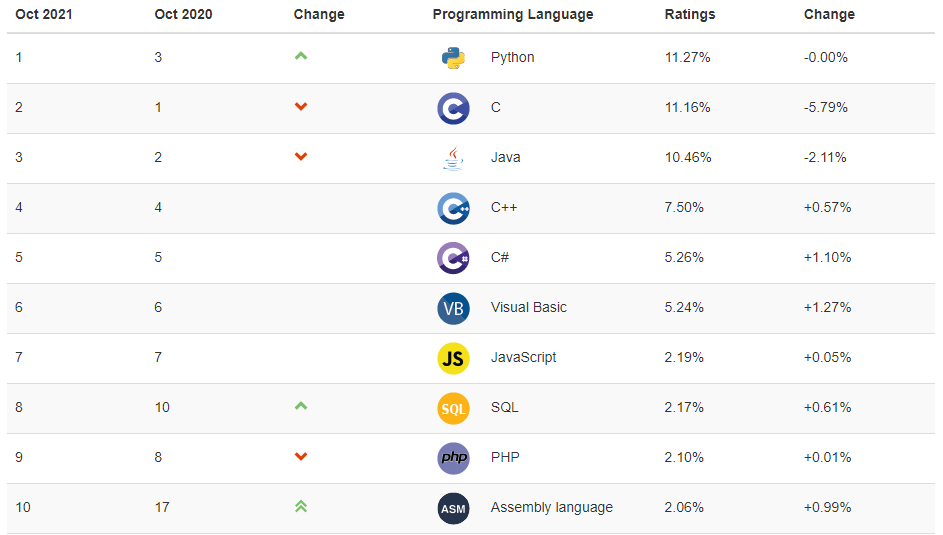 Oct 2021 Oct 2020 Change Programming Language Ratings Change
1 3 Python 11.27% -0.00%
2 1 C C 11.16% -5.79%
3 2 Java Java 10.46% -2.11%
4 4 C++ C++ 7.50% +0.57%
5 5 C# C# 5.26% +1.10%
6 6 VB Visual Basic 5.24% +1.27%
7 7 JS JavaScript 2.19% +0.05%
8 10 SQL SQL 2.17% +0.61%
9 8 php PHP 2.10% +0.01%
10 17 ASM Assembly language 2.06% +0.99%